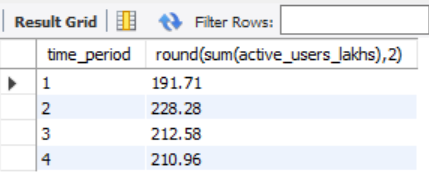 Result Grid Filter Rows:
time_period round(sum(active_users_lakhs),2)
1 191.71
2 228.28
3 212.58
4 210.96